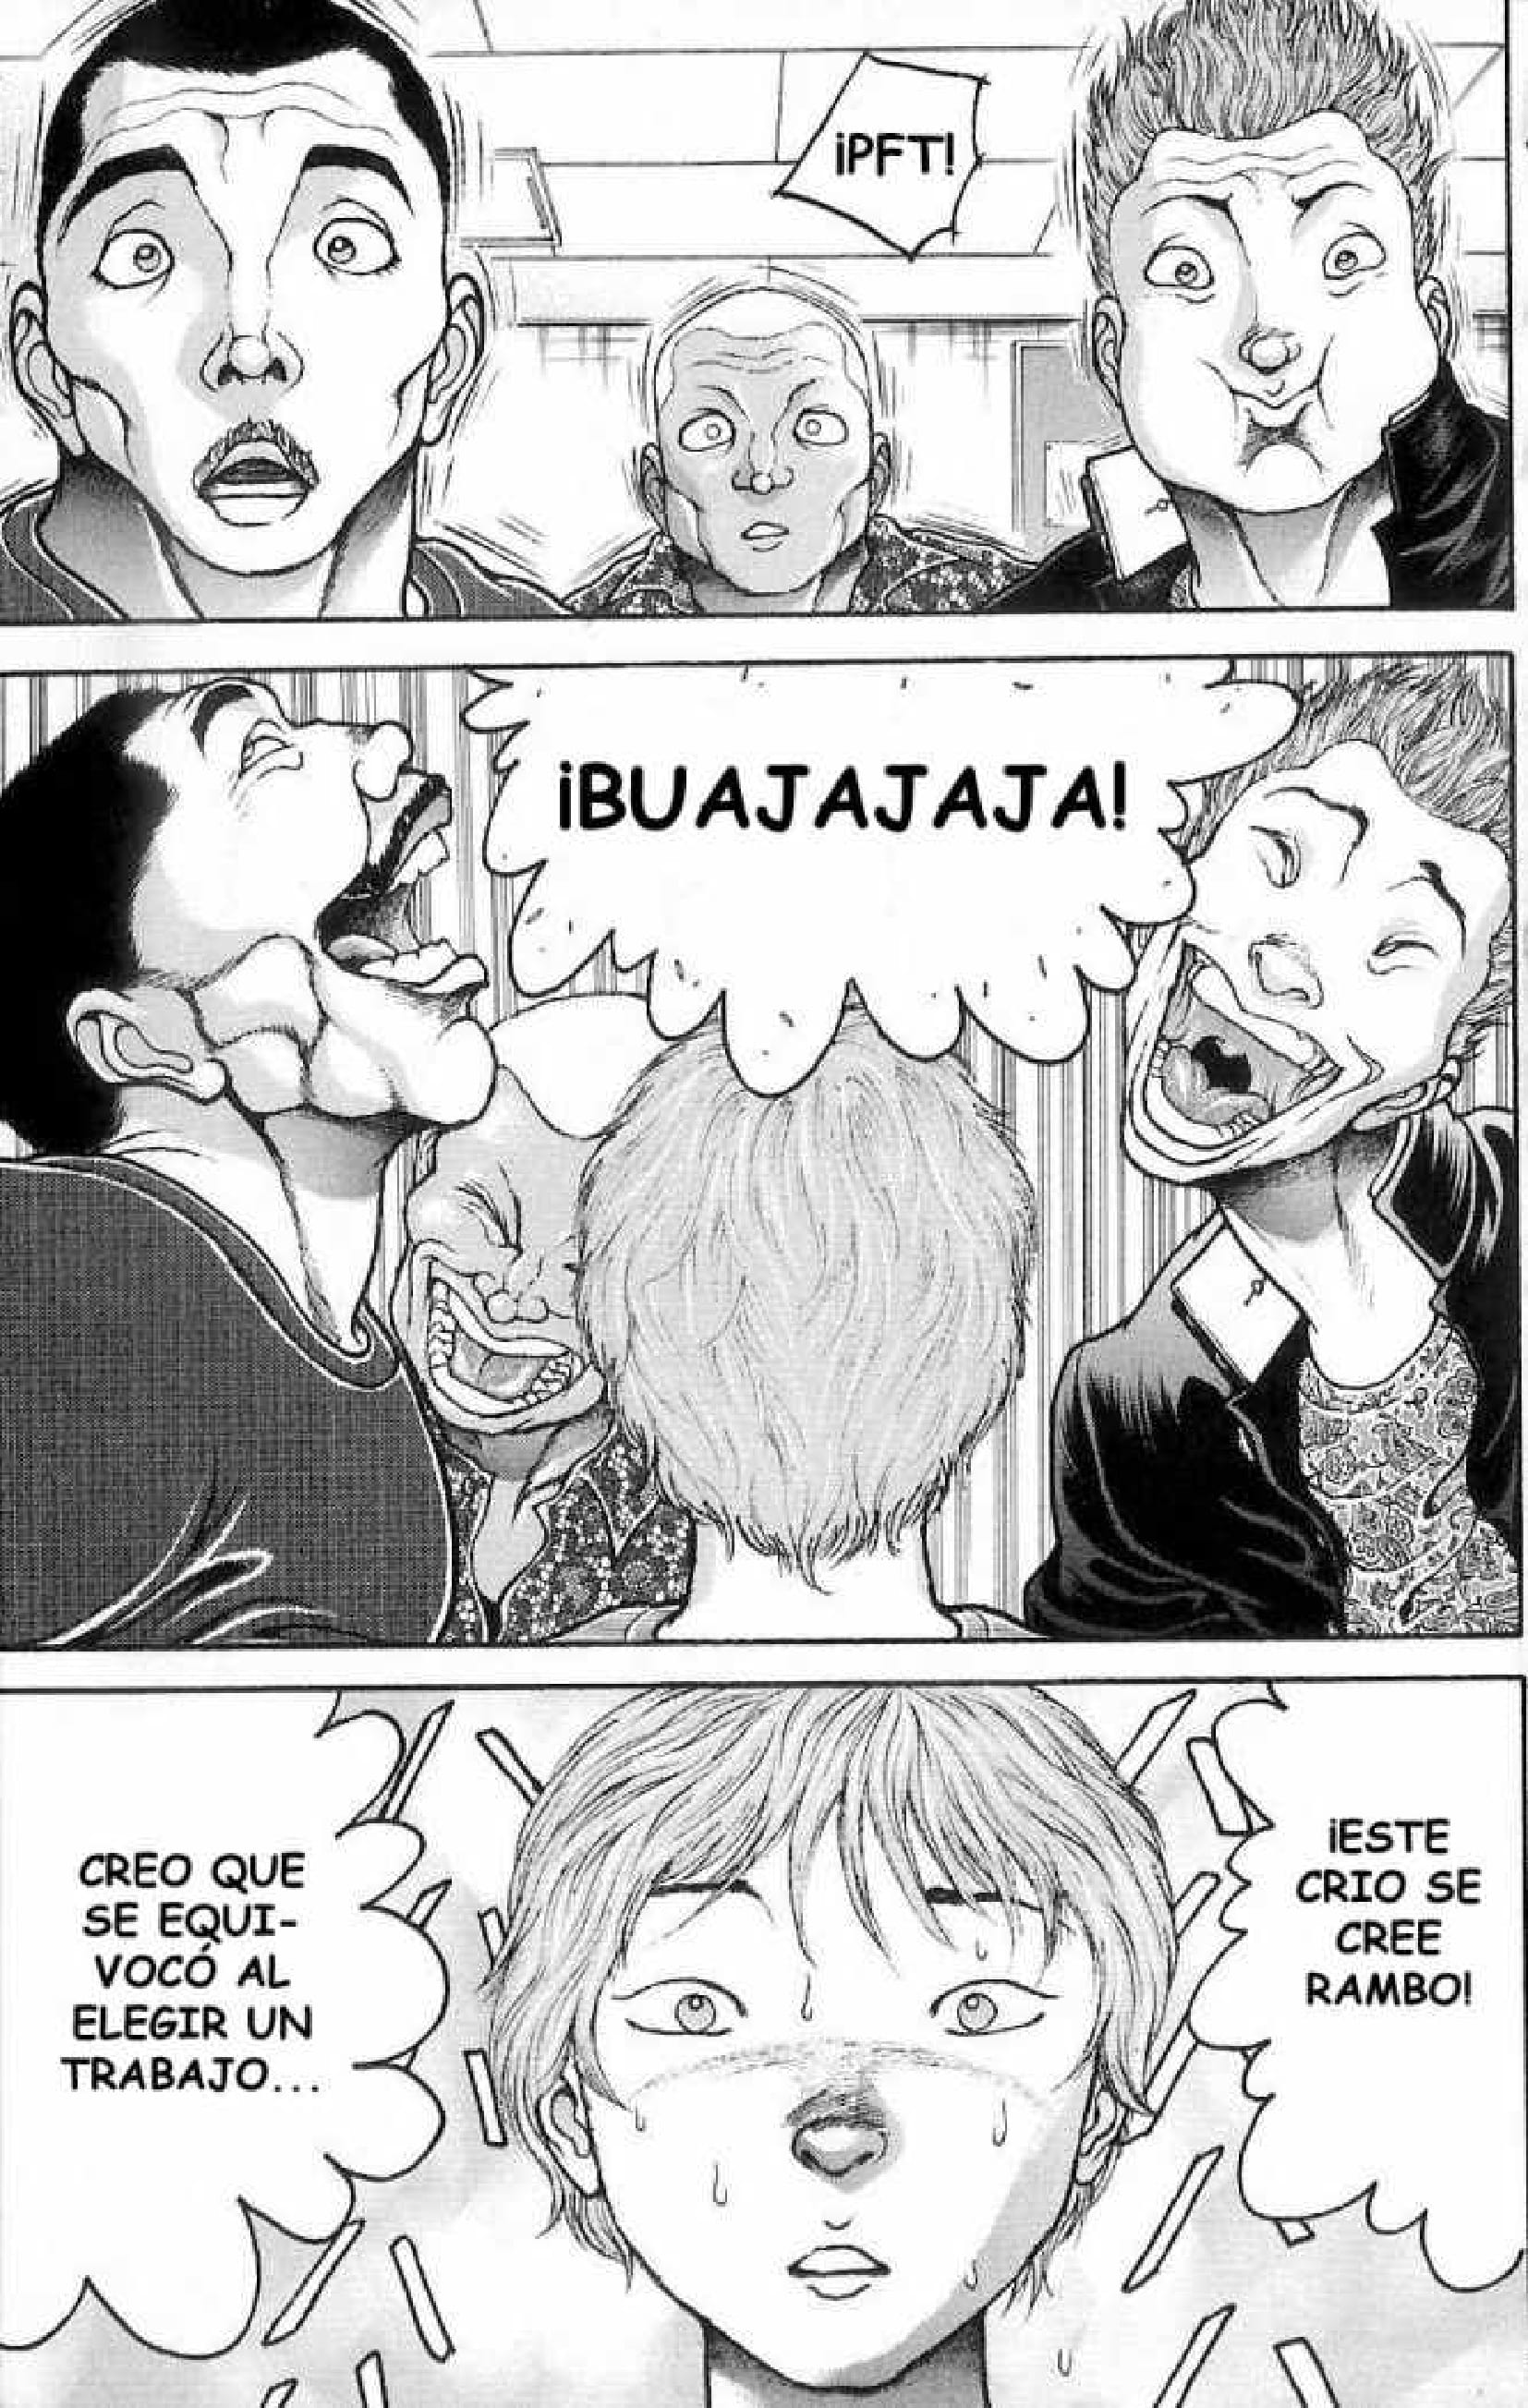 ¡PFT!
¡BUAJAJAJA!
¡ESTE
CRIO SE
CREE
RAMBO!
CREO QUE
SE EQUI-
VOCÓ AL
ELEGIR UN
TRABAJO...